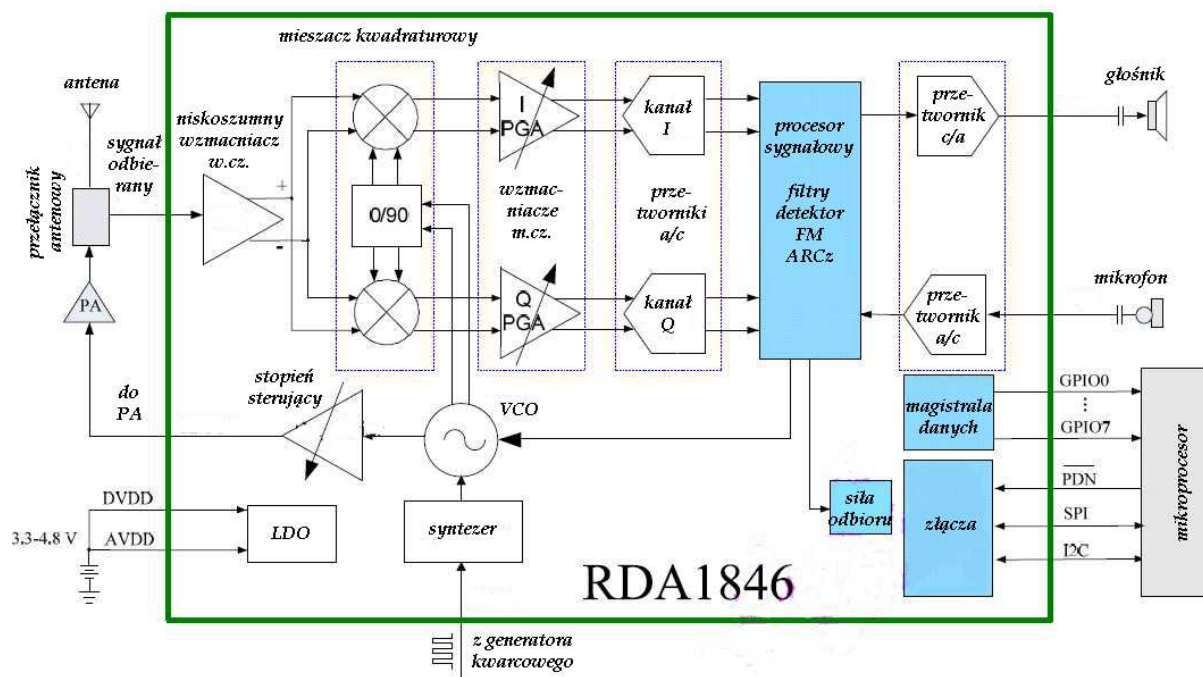 mieszacz kwadraturowy
antena
niskoszumny
wzmacniacz
w.cz.
sygnał
odbie-
rany
przełącznik
antenowy
PA
do
PA
+
-
0/90
I
PGA
Q
PGA
wzmac-
niacze
m.cz.
kanał
I
prze-
tworniki
a/c
kanał
Q
procesor
sygnałowy
filtry
detektor
FM
ARCz
prze-
twornik
c/a
prze-
twornik
a/c
głośnik
mikrofon
stopień
sterujący
VCO
syntezer
z generatora
kwarcowego
DVDD
3.3-4.8 V
AVDD
LDO
siła
odbioru
magistrala
danych
złącza
GPIO0
⋮
GPIO7
PDN
SPI
I2C
mikroprocesor
RDA1846